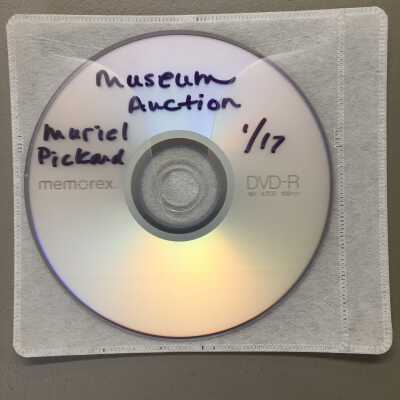 Museum
Auction
Muriel
Pickard
1/17
memorex
DVD-R